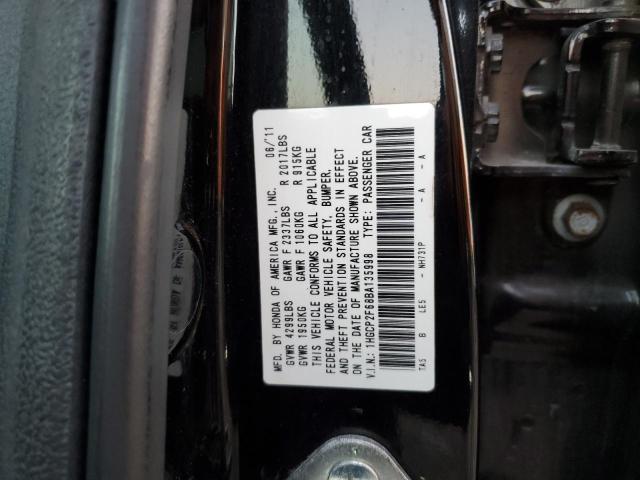 MFD. BY HONDA OF AMERICA MFG., INC. 06/'11
GVWR 4299LBS GAWR F 2337LBS R 2017LBS
GVWR 1950KG GAWR F 1060KG R 915KG
THIS VEHICLE CONFORMS TO ALL APPLICABLE
FEDERAL MOTOR VEHICLE SAFETY, BUMPER,
AND THEFT PREVENTION STANDARDS IN EFFECT
ON THE DATE OF MANUFACTURE SHOWN ABOVE.
V.I.N.: 1HGCP2F68BA135998 TYPE: PASSENGER CAR
TA5 B LE5 - NH731P - A - A